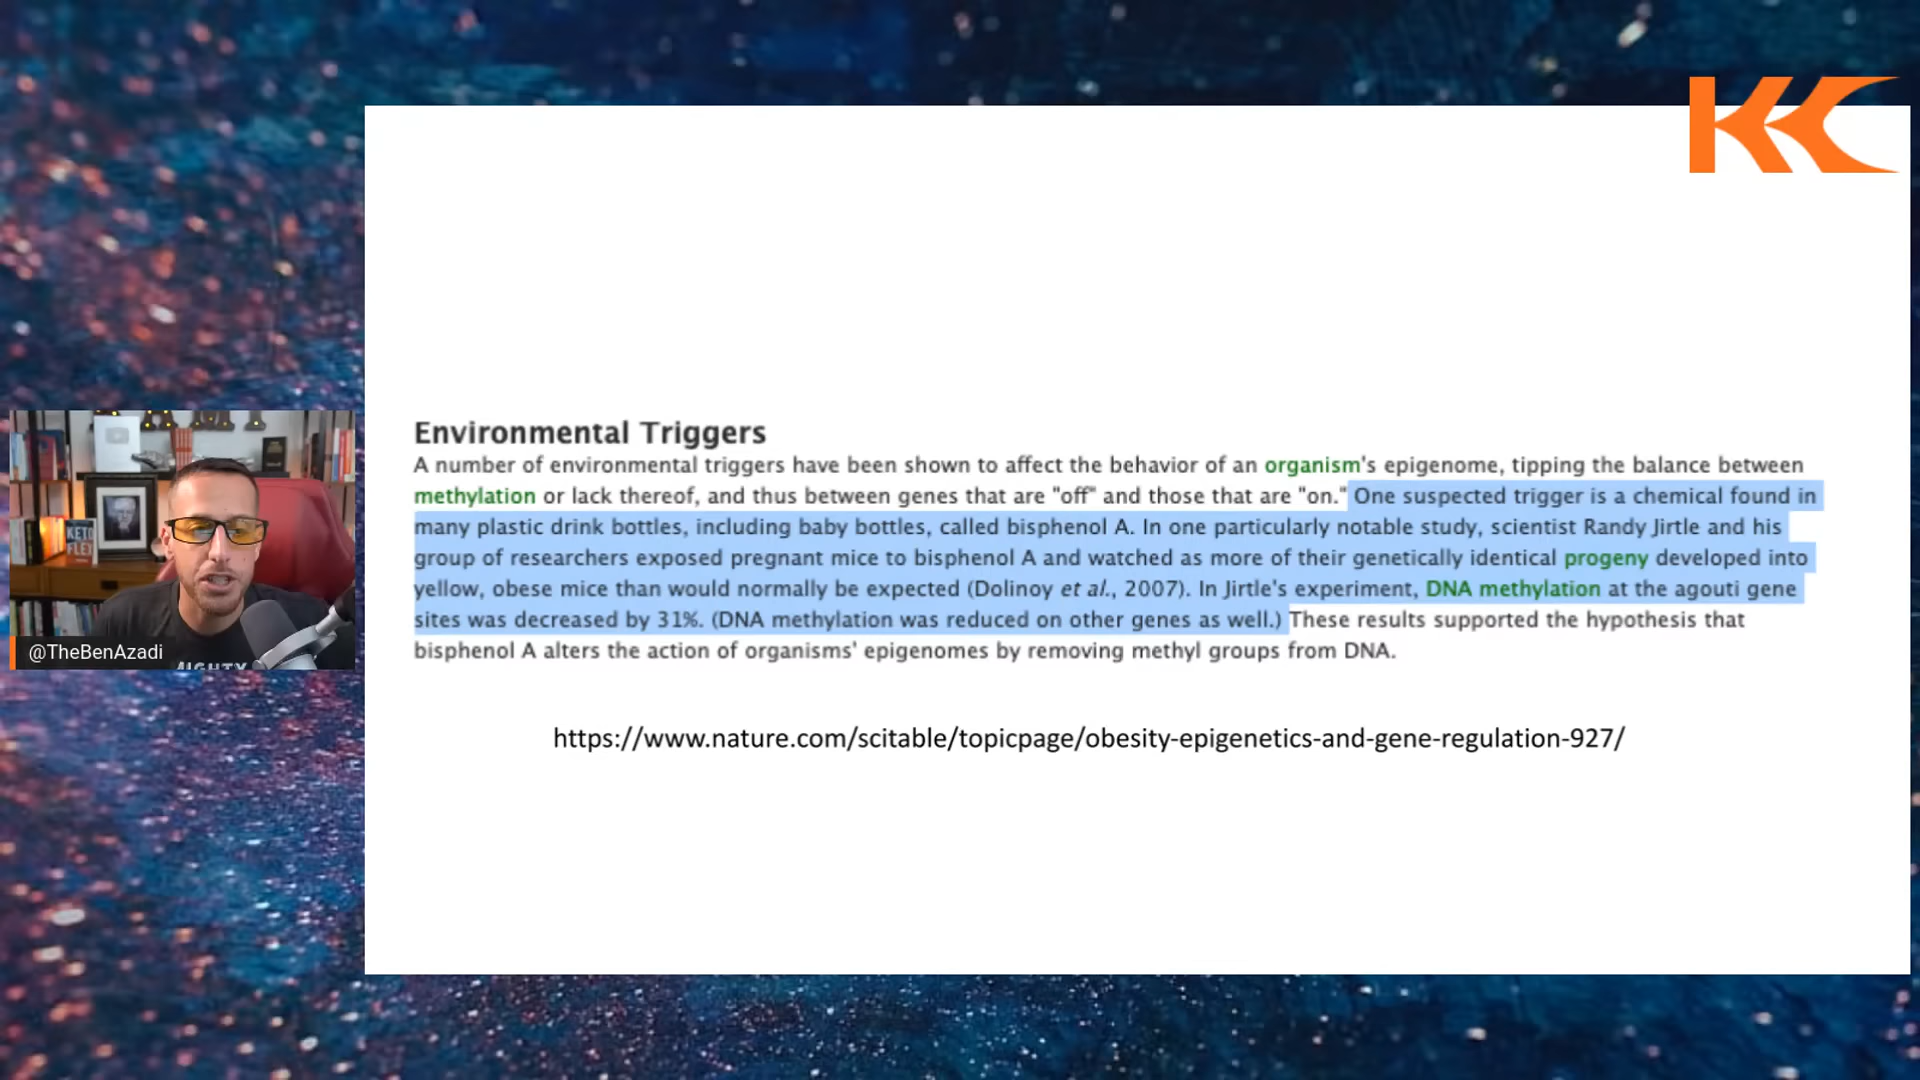 KC
Environmental Triggers
A number of environmental triggers have been shown to affect the behavior of an organism's epigenome, tipping the balance between
methylation or lack thereof, and thus between genes that are "off" and those that are "on." One suspected trigger is a chemical found in
many plastic drink bottles, including baby bottles, called bisphenol A. In one particularly notable study, scientist Randy Jirtle and his
group of researchers exposed pregnant mice to bisphenol A and watched as more of their genetically identical progeny developed into
yellow, obese mice than would normally be expected (Dolinoy et al., 2007). In Jirtle's experiment, DNA methylation at the agouti gene
sites was decreased by 31%. (DNA methylation was reduced on other genes as well.) These results supported the hypothesis that
bisphenol A alters the action of organisms' epigenomes by removing methyl groups from DNA.
https://www.nature.com/scitable/topicpage/obesity-epigenetics-and-gene-regulation-927/
KETO
FLEX
@TheBenAzadi
MIGHTY